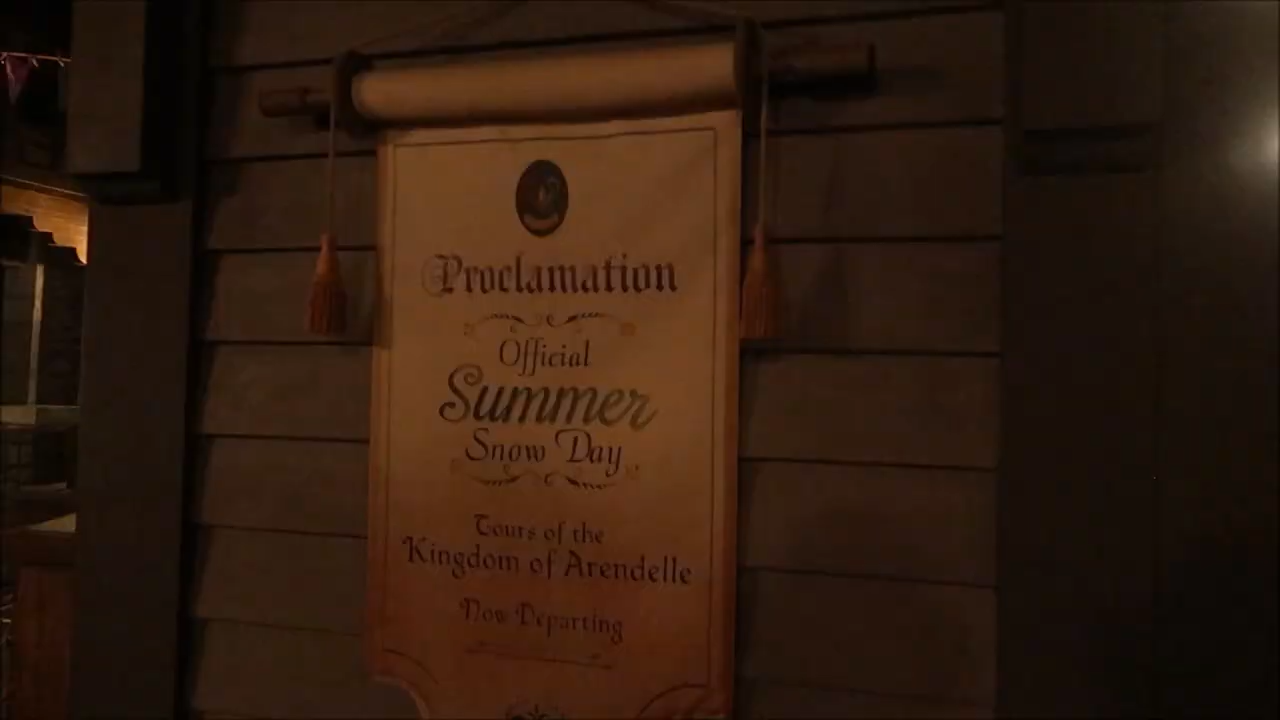 Proclamation
Official
Summer
Snow Day
Tours of the
Kingdom of Arendelle
Now Departing